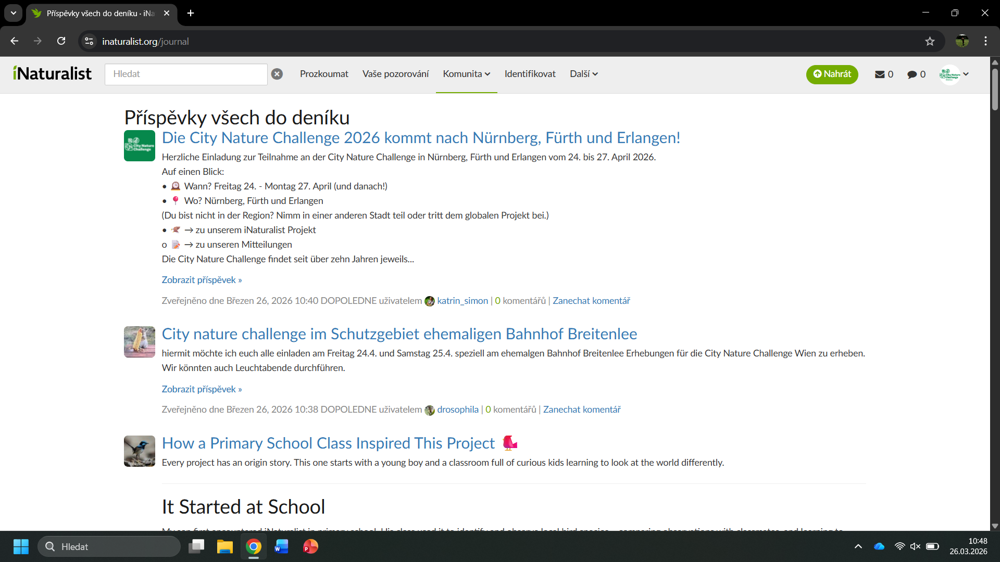 Příspěvky všech do deníku · iNa
inaturalist.org/journal
iNaturalist
Hledat
Prozkoumat
Vaše pozorování
Komunita
Identifikovat
Další
Nahrát
0
0
City Nature Challenge
Příspěvky všech do deníku
City Nature Challenge
Die City Nature Challenge 2026 kommt nach Nürnberg, Fürth und Erlangen!
Herzliche Einladung zur Teilnahme an der City Nature Challenge in Nürnberg, Fürth und Erlangen vom 24. bis 27. April 2026.
Auf einen Blick:
• 🕰️ Wann? Freitag 24. - Montag 27. April (und danach!)
• 📍 Wo? Nürnberg, Fürth und Erlangen
(Du bist nicht in der Region? Nimm in einer anderen Stadt teil oder tritt dem globalen Projekt bei.)
• → zu unserem iNaturalist Projekt
o 📝 → zu unseren Mitteilungen
Die City Nature Challenge findet seit über zehn Jahren jeweils...
Zobrazit příspěvek »
Zveřejněno dne Březen 26, 2026 10:40 DOPOLEDNE uživatelem katrin_simon | 0 komentářů | Zanechat komentář
City nature challenge im Schutzgebiet ehemaligen Bahnhof Breitenlee
hiermit möchte ich euch alle einladen am Freitag 24.4. und Samstag 25.4. speziell am ehemalgen Bahnhof Breitenlee Erhebungen für die City Nature Challenge Wien zu erheben.
Wir könnten auch Leuchtabende durchführen.
Zobrazit příspěvek »
Zveřejněno dne Březen 26, 2026 10:38 DOPOLEDNE uživatelem drosophila | 0 komentářů | Zanechat komentář
How a Primary School Class Inspired This Project
Every project has an origin story. This one starts with a young boy and a classroom full of curious kids learning to look at the world differently.
It Started at School
Hledat
10:48
26.03.2026